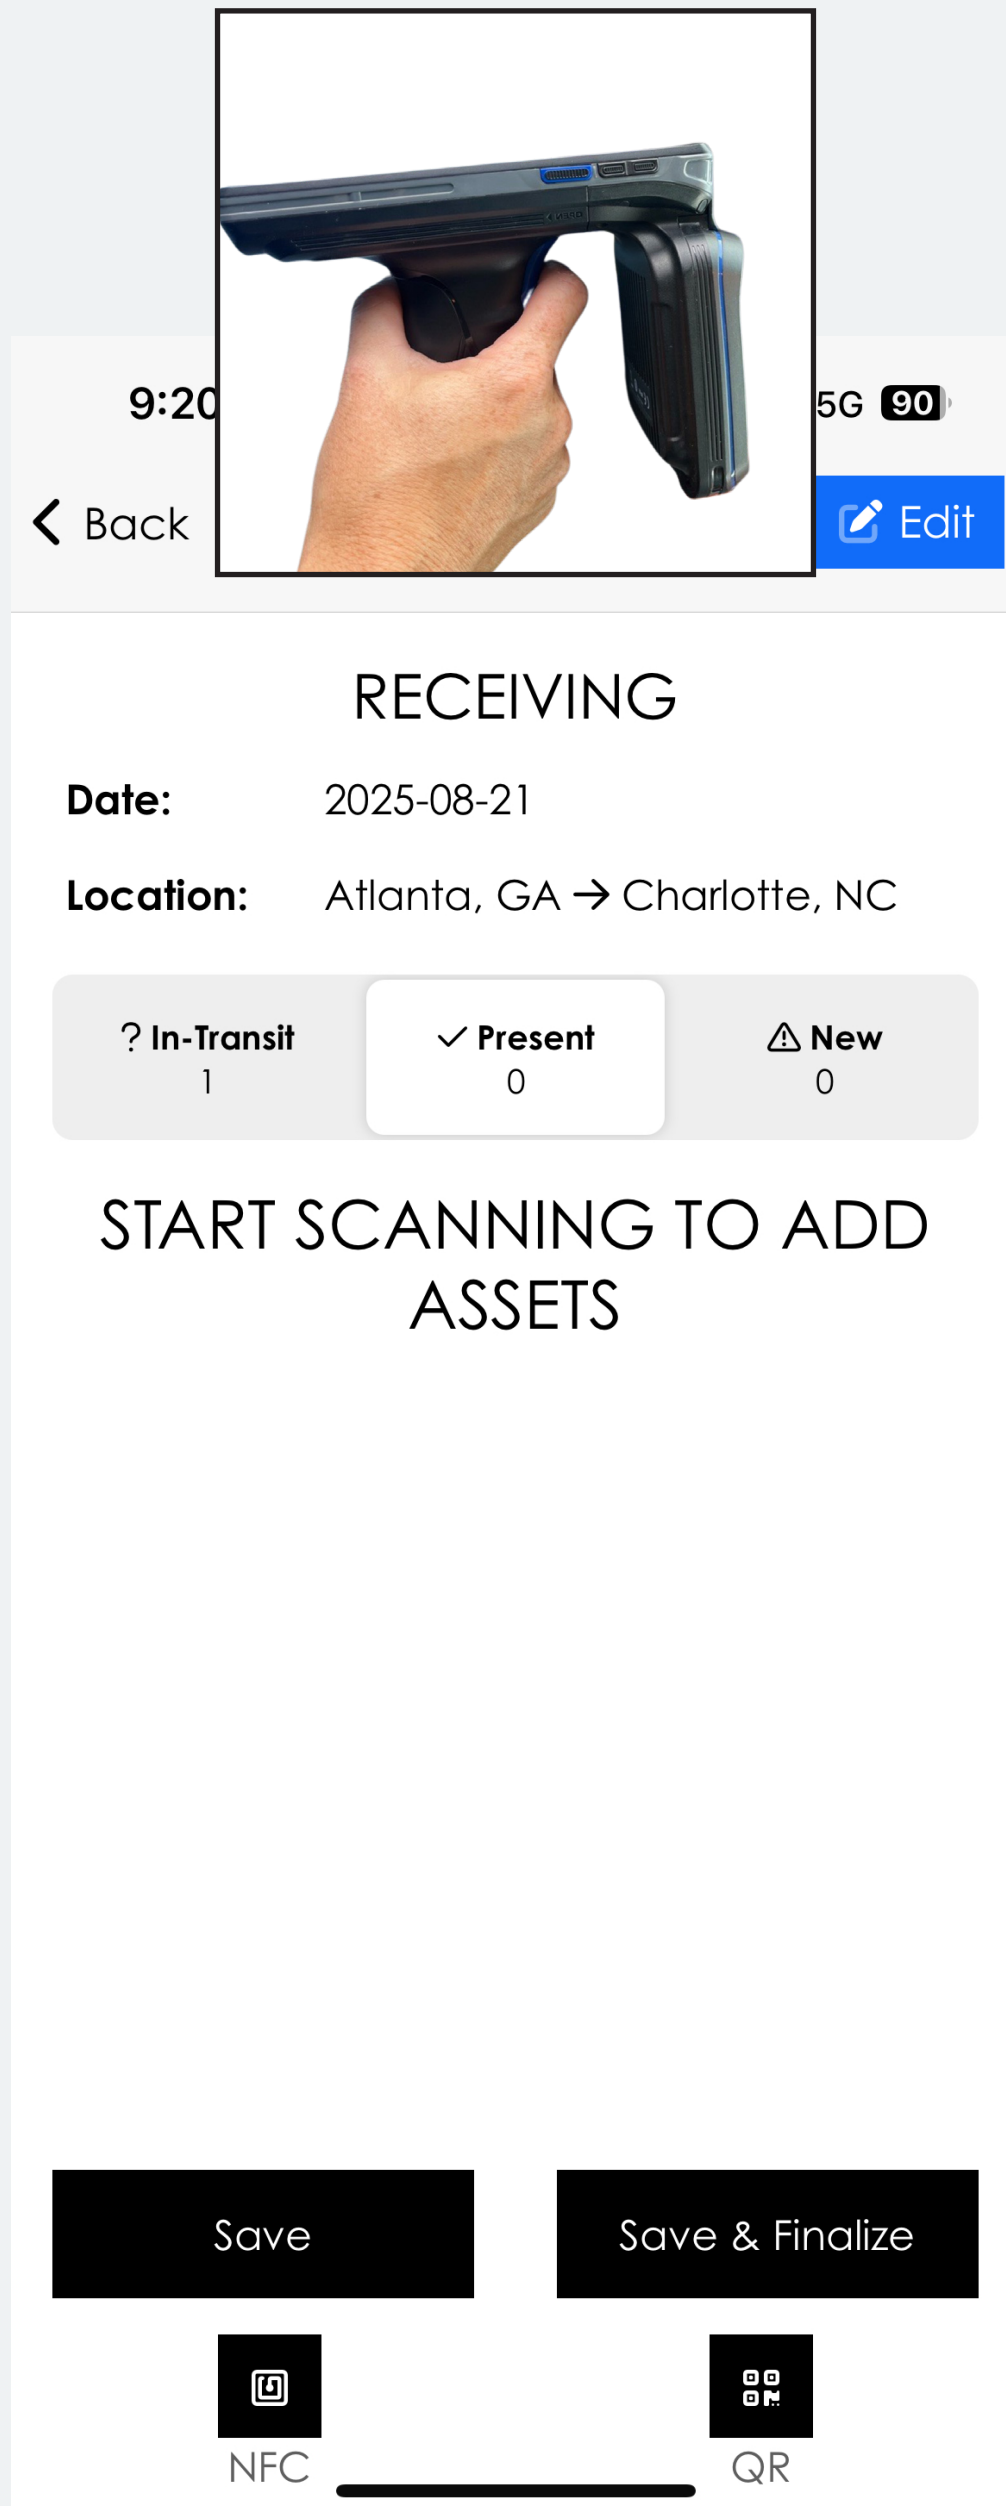 9:20
5G 90
Back
Edit
RECEIVING
Date: 2025-08-21
Location: Atlanta, GA → Charlotte, NC
? In-Transit
1
Present
0
New
0
START SCANNING TO ADD
ASSETS
Save
Save & Finalize
NFC
QR